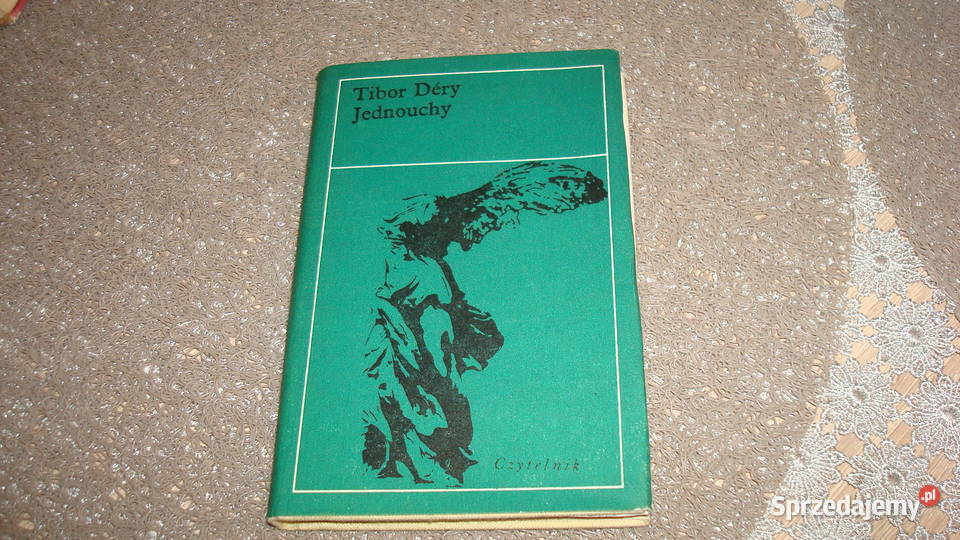 Tibor Déry
Jednouchy
Czytelnik
Sprzedajemy.pl